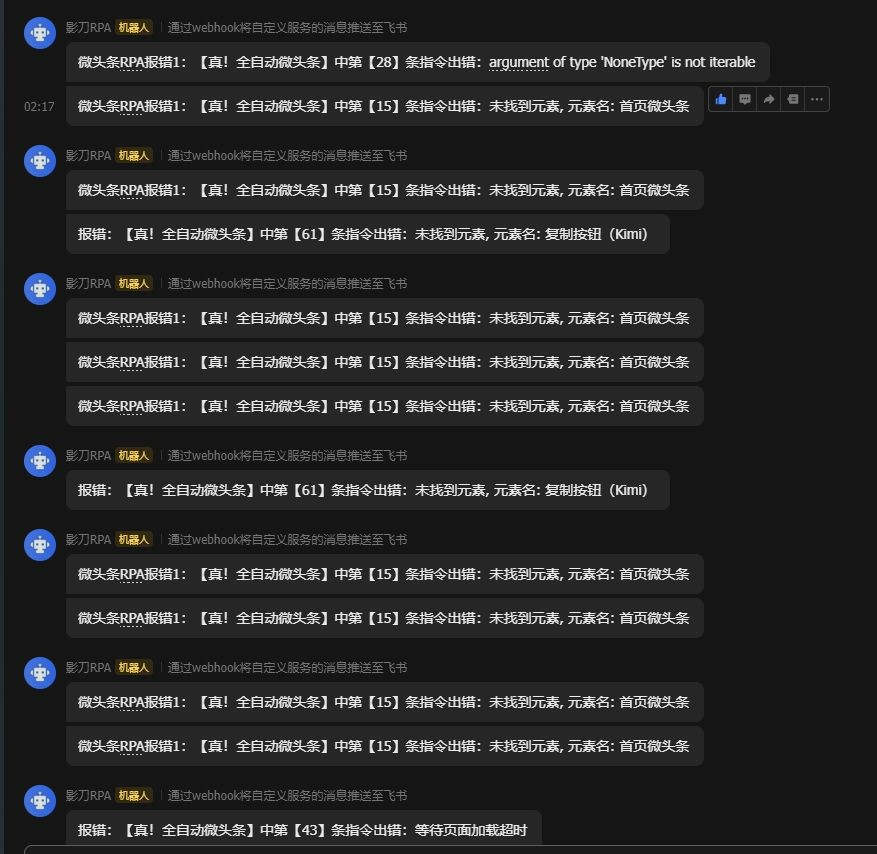 影刀RPA 机器人 通过webhook将自定义服务的消息推送至飞书
微头条RPA报错1：【真！全自动微头条】中第【28】条指令出错：argument of type 'NoneType' is not iterable
02:17 微头条RPA报错1：【真！全自动微头条】中第【15】条指令出错：未找到元素, 元素名: 首页微头条
影刀RPA 机器人 通过webhook将自定义服务的消息推送至飞书
微头条RPA报错1：【真！全自动微头条】中第【15】条指令出错：未找到元素, 元素名: 首页微头条
报错：【真！全自动微头条】中第【61】条指令出错：未找到元素, 元素名: 复制按钮（Kimi）
影刀RPA 机器人 通过webhook将自定义服务的消息推送至飞书
微头条RPA报错1：【真！全自动微头条】中第【15】条指令出错：未找到元素, 元素名: 首页微头条
微头条RPA报错1：【真！全自动微头条】中第【15】条指令出错：未找到元素, 元素名: 首页微头条
微头条RPA报错1：【真！全自动微头条】中第【15】条指令出错：未找到元素, 元素名: 首页微头条
影刀RPA 机器人 通过webhook将自定义服务的消息推送至飞书
报错：【真！全自动微头条】中第【61】条指令出错：未找到元素, 元素名: 复制按钮（Kimi）
影刀RPA 机器人 通过webhook将自定义服务的消息推送至飞书
微头条RPA报错1：【真！全自动微头条】中第【15】条指令出错：未找到元素, 元素名: 首页微头条
微头条RPA报错1：【真！全自动微头条】中第【15】条指令出错：未找到元素, 元素名: 首页微头条
影刀RPA 机器人 通过webhook将自定义服务的消息推送至飞书
微头条RPA报错1：【真！全自动微头条】中第【15】条指令出错：未找到元素, 元素名: 首页微头条
微头条RPA报错1：【真！全自动微头条】中第【15】条指令出错：未找到元素, 元素名: 首页微头条
影刀RPA 机器人 通过webhook将自定义服务的消息推送至飞书
报错：【真！全自动微头条】中第【43】条指令出错：等待页面加载超时